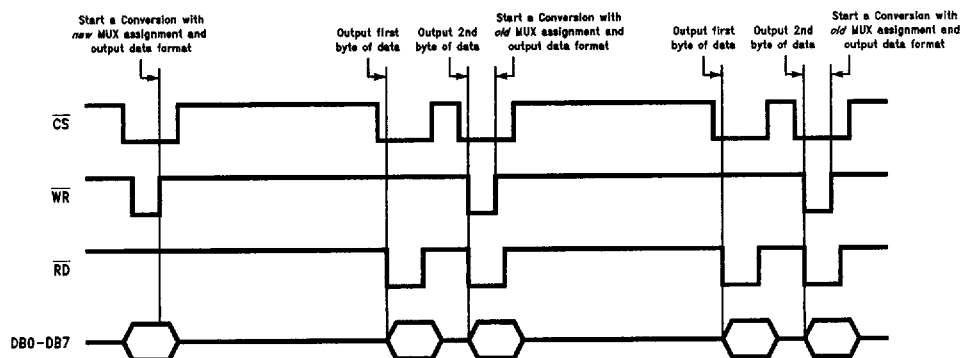 Start a Conversion with
new MUX assignment and
output data format
Output first
byte of data
Output 2nd
byte of data
Start a Conversion with
old MUX assignment and
output data format
Output first
byte of data
Output 2nd
byte of data
Start a Conversion with
old MUX assignment and
output data format
CS
WR
RD
DB0-DB7